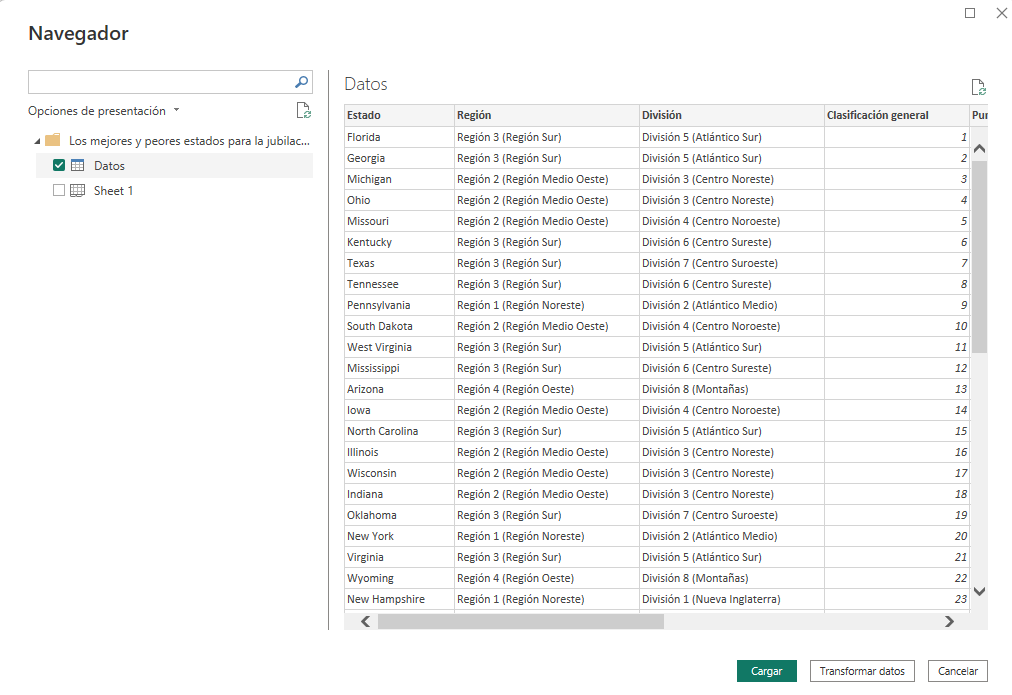 Navegador
Opciones de presentación
Los mejores y peores estados para la jubilac...
Datos
Sheet 1
Datos
Estado Región División Clasificación general Pur
Florida Región 3 (Región Sur) División 5 (Atlántico Sur) 1
Georgia Región 3 (Región Sur) División 5 (Atlántico Sur) 2
Michigan Región 2 (Región Medio Oeste) División 3 (Centro Noreste) 3
Ohio Región 2 (Región Medio Oeste) División 3 (Centro Noreste) 4
Missouri Región 2 (Región Medio Oeste) División 4 (Centro Noroeste) 5
Kentucky Región 3 (Región Sur) División 6 (Centro Sureste) 6
Texas Región 3 (Región Sur) División 7 (Centro Suroeste) 7
Tennessee Región 3 (Región Sur) División 6 (Centro Sureste) 8
Pennsylvania Región 1 (Región Noreste) División 2 (Atlántico Medio) 9
South Dakota Región 2 (Región Medio Oeste) División 4 (Centro Noroeste) 10
West Virginia Región 3 (Región Sur) División 5 (Atlántico Sur) 11
Mississippi Región 3 (Región Sur) División 6 (Centro Sureste) 12
Arizona Región 4 (Región Oeste) División 8 (Montañas) 13
Iowa Región 2 (Región Medio Oeste) División 4 (Centro Noroeste) 14
North Carolina Región 3 (Región Sur) División 5 (Atlántico Sur) 15
Illinois Región 2 (Región Medio Oeste) División 3 (Centro Noreste) 16
Wisconsin Región 2 (Región Medio Oeste) División 3 (Centro Noreste) 17
Indiana Región 2 (Región Medio Oeste) División 3 (Centro Noreste) 18
Oklahoma Región 3 (Región Sur) División 7 (Centro Suroeste) 19
New York Región 1 (Región Noreste) División 2 (Atlántico Medio) 20
Virginia Región 3 (Región Sur) División 5 (Atlántico Sur) 21
Wyoming Región 4 (Región Oeste) División 8 (Montañas) 22
New Hampshire Región 1 (Región Noreste) División 1 (Nueva Inglaterra) 23
Cargar Transformar datos Cancelar